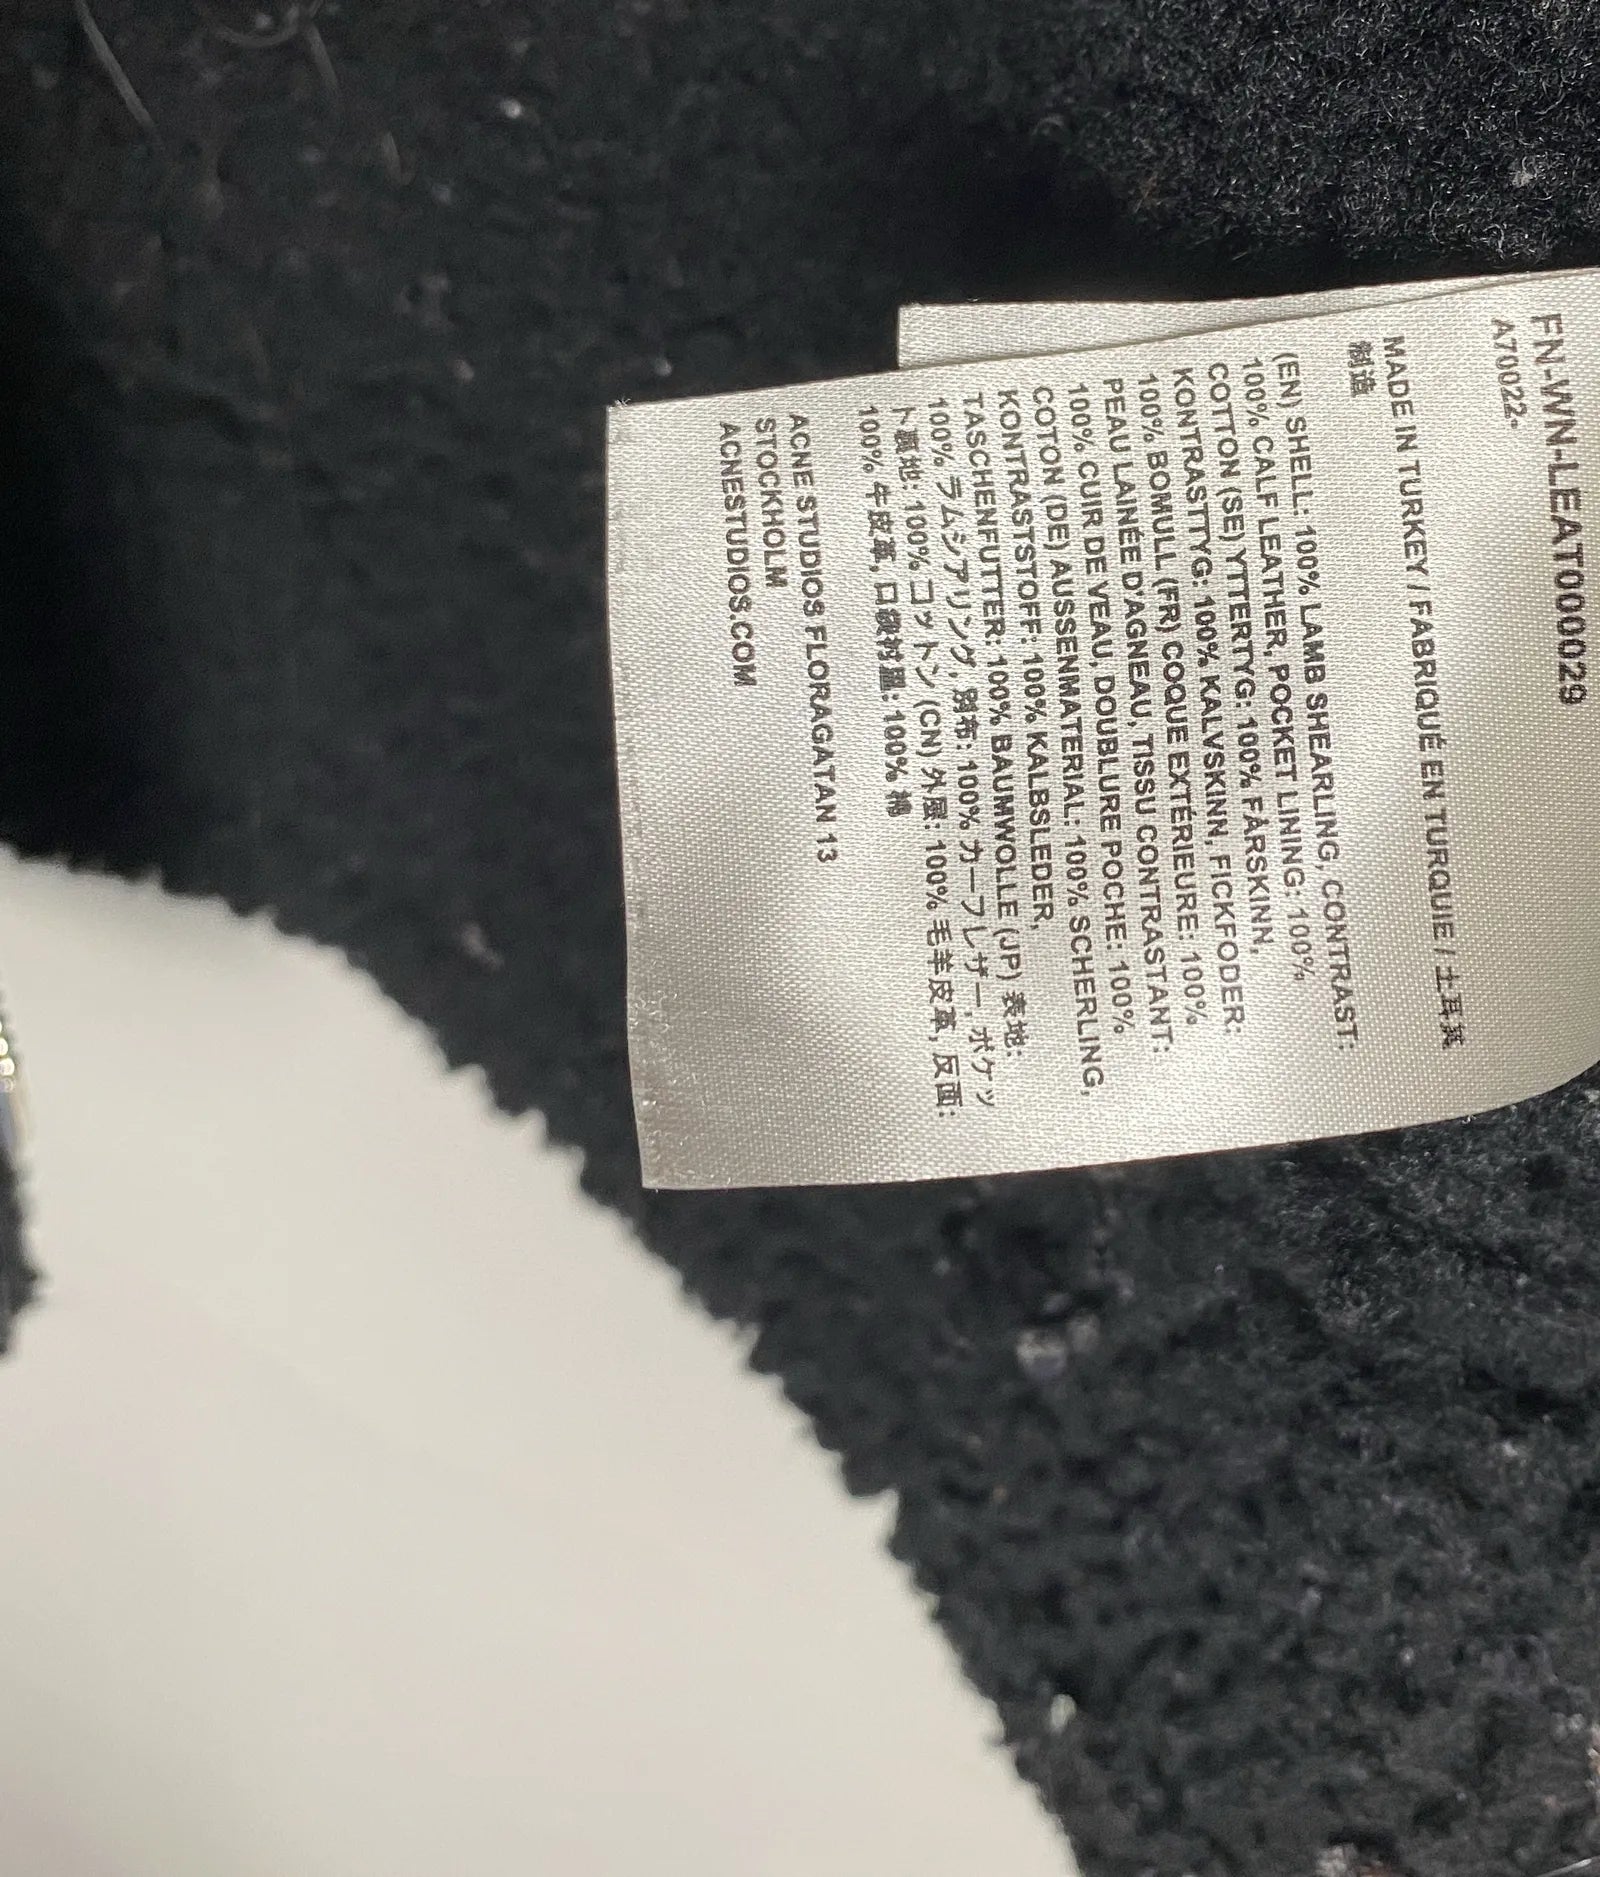 FN-WN-LEAT000029
A70022-
MADE IN TURKEY / FABRIQUÉ EN TURQUIE / 土耳其
制造
(EN) SHELL: 100% LAMB SHEARLING, CONTRAST:
100% CALF LEATHER, POCKET LINING: 100%
COTTON (SE) YTTERTYG: 100% FÅRSKINN,
KONTRASTTYG: 100% KALVSKINN, FICKFODER:
100% BOMULL (FR) COQUE EXTÉRIEURE: 100%
PEAU LAINÉE D'AGNEAU, TISSU CONTRASTANT:
100% CUIR DE VEAU, DOUBLURE POCHE: 100%
COTON (DE) AUSSENMATERIAL: 100% SCHERLING,
KONTRASTSTOFF: 100% KALBSLEDER,
TASCHENFUTTER: 100% BAUMWOLLE (JP) 表地:
100% ラムシアリング, 別布: 100% カーフレザー, ポケッ
ト裏地: 100% コットン (CN) 外层: 100% 毛羊皮革, 反面:
100% 牛皮革, 口袋衬里: 100% 棉
ACNE STUDIOS FLORAGATAN 13
STOCKHOLM
ACNESTUDIOS.COM